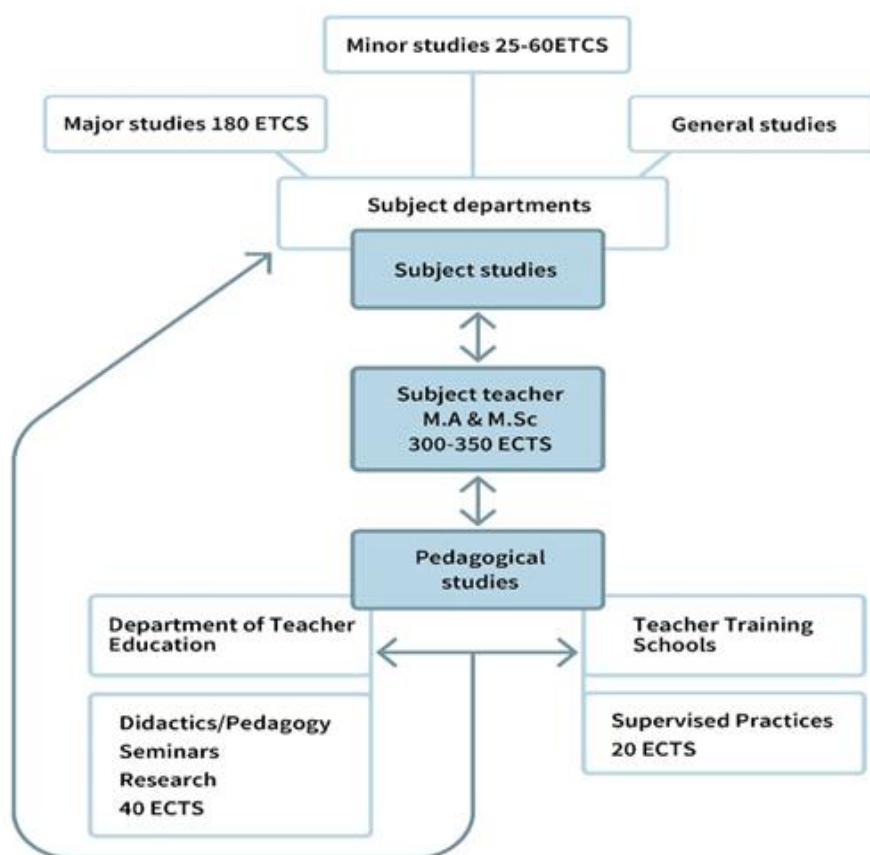 Minor studies 25-60ETCS
Major studies 180 ETCS
General studies
Subject departments
Subject studies
Subject teacher
M.A & M.Sc
300-350 ECTS
Pedagogical
studies
Department of Teacher
Education
Teacher Training
Schools
Didactics/Pedagogy
Seminars
Research
40 ECTS
Supervised Practices
20 ECTS